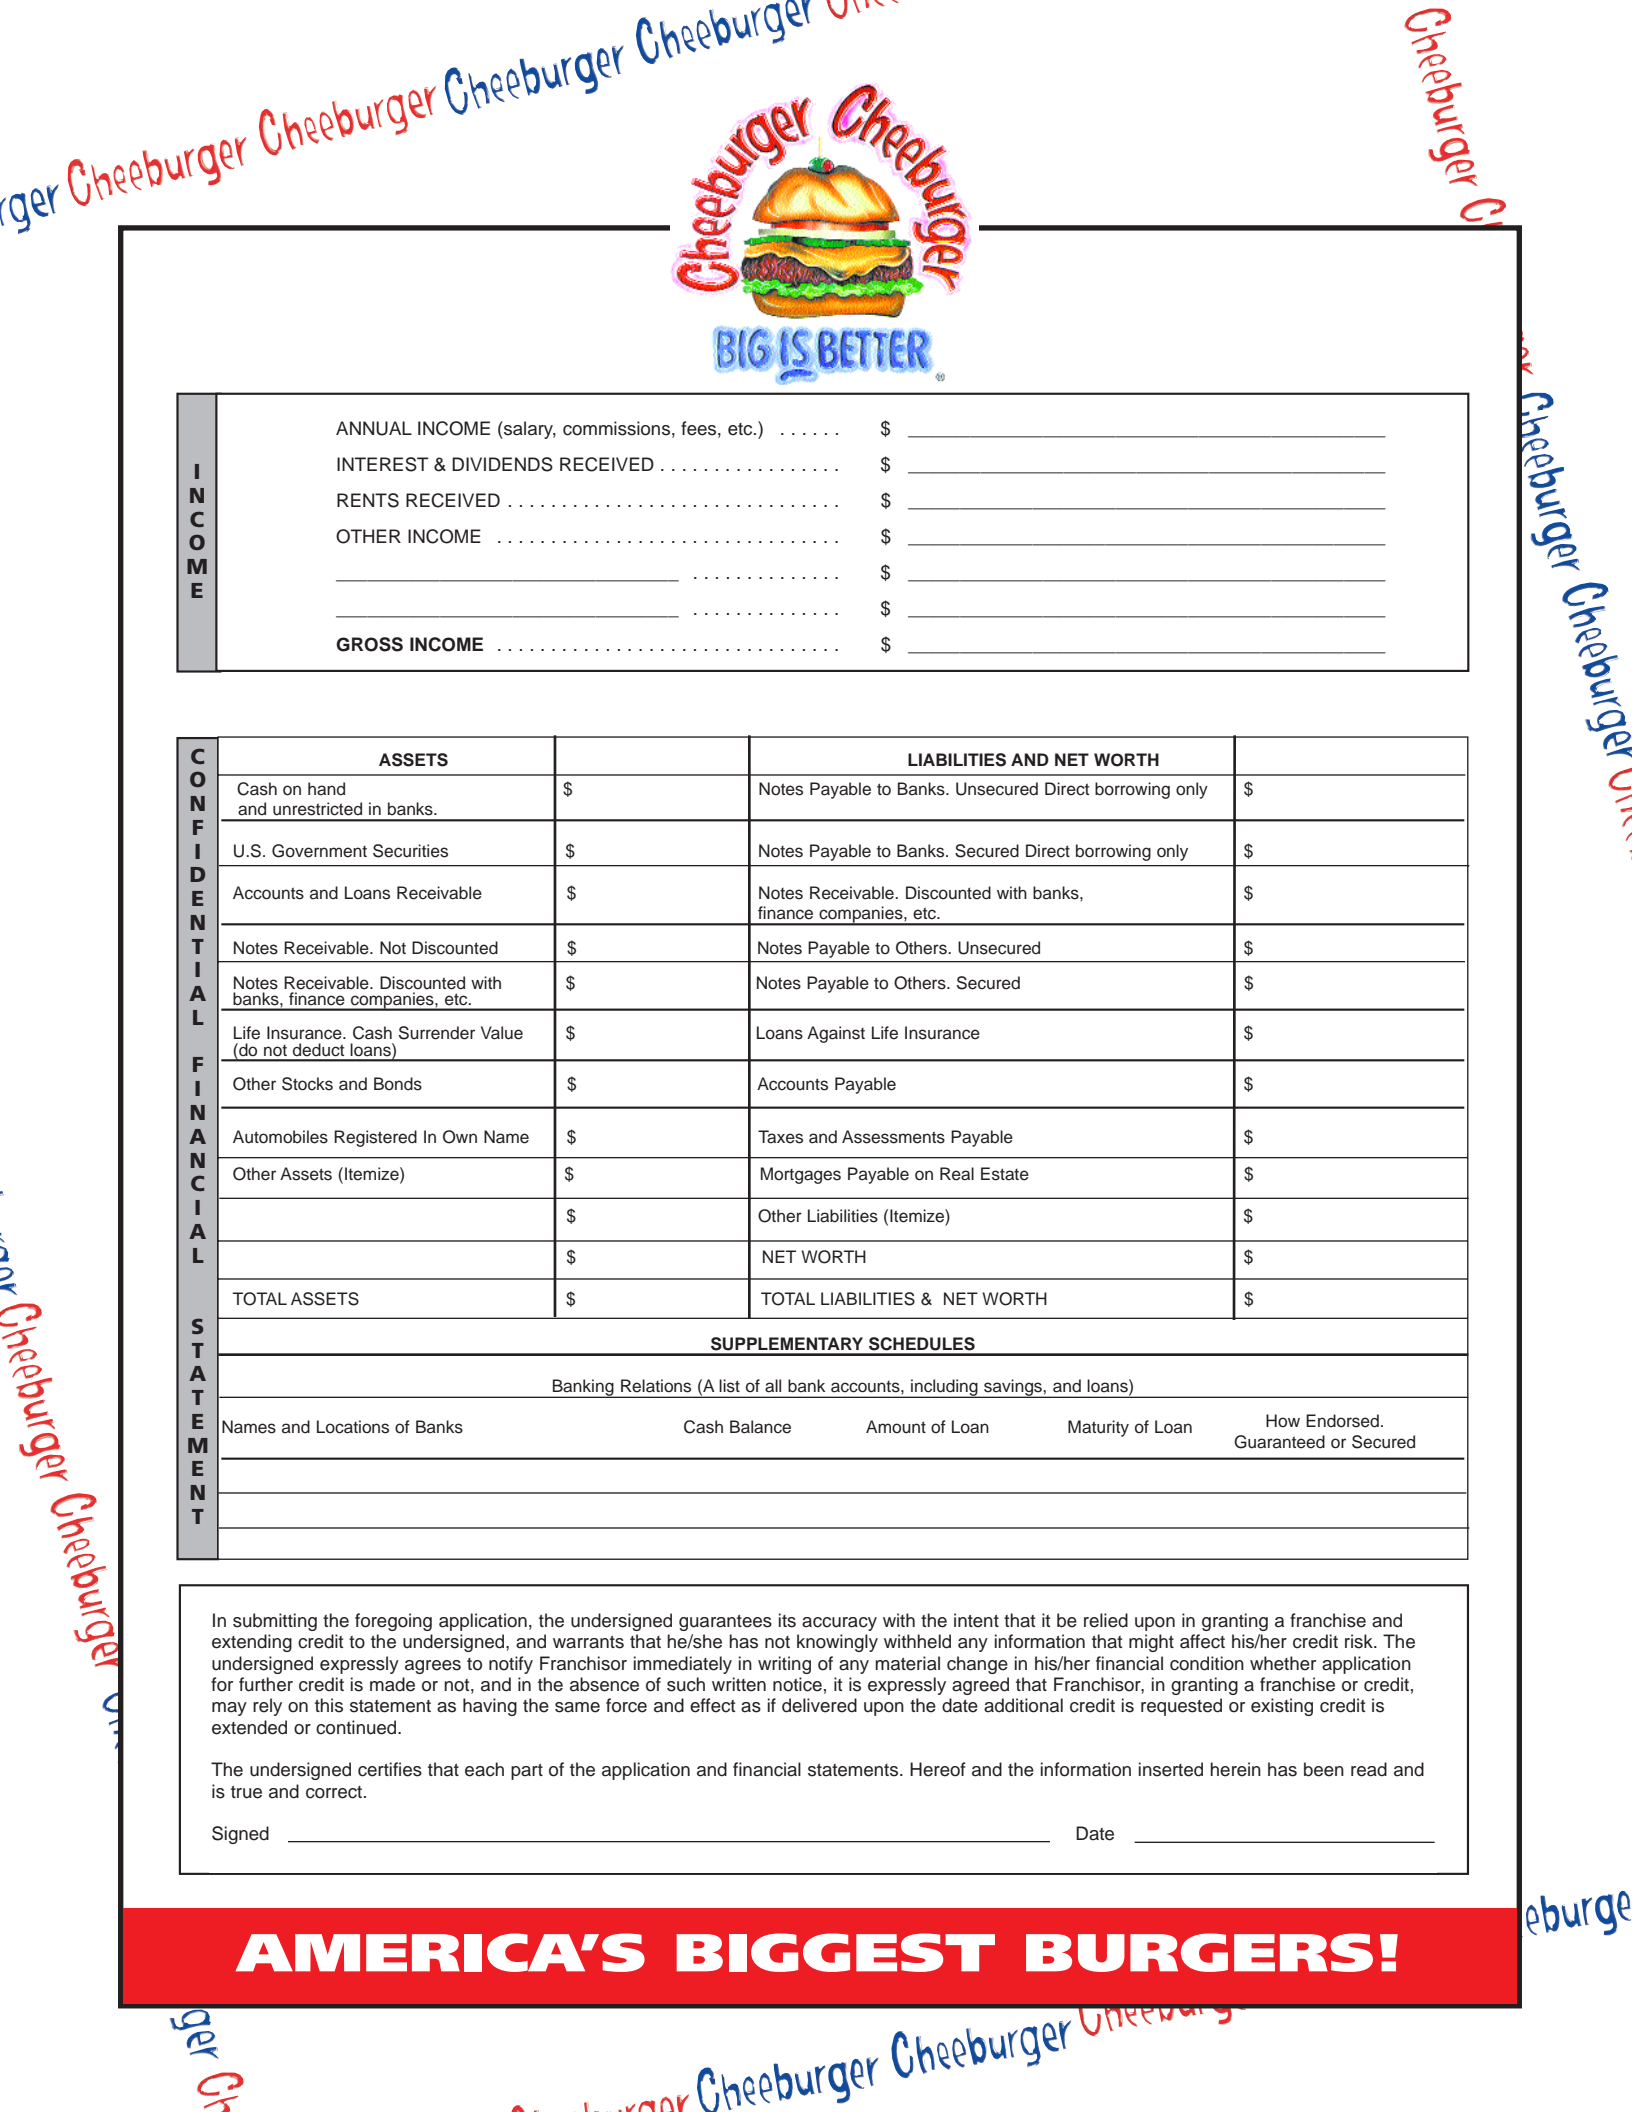 rger Cheeburger Cheeburger Cheeburger Cheeburger
Cheeburger
Cheeburger Cheeburger
BIG IS BETTER
®
INCOME
ANNUAL INCOME (salary, commissions, fees, etc.) . . . . . . $
INTEREST & DIVIDENDS RECEIVED . . . . . . . . . . . . . . . . . $
RENTS RECEIVED . . . . . . . . . . . . . . . . . . . . . . . . . . . . . . . $
OTHER INCOME . . . . . . . . . . . . . . . . . . . . . . . . . . . . . . . . $
. . . . . . . . . . . . . . $
. . . . . . . . . . . . . . $
GROSS INCOME . . . . . . . . . . . . . . . . . . . . . . . . . . . . . . . . $
Cheeburger Cheeburger
CONFIDENTIAL FINANCIAL STATEMENT
ASSETS LIABILITIES AND NET WORTH
Cash on hand $ Notes Payable to Banks. Unsecured Direct borrowing only $
and unrestricted in banks.
U.S. Government Securities $ Notes Payable to Banks. Secured Direct borrowing only $
Accounts and Loans Receivable $ Notes Receivable. Discounted with banks, $
finance companies, etc.
Notes Receivable. Not Discounted $ Notes Payable to Others. Unsecured $
Notes Receivable. Discounted with $ Notes Payable to Others. Secured $
banks, finance companies, etc.
Life Insurance. Cash Surrender Value $ Loans Against Life Insurance $
(do not deduct loans)
Other Stocks and Bonds $ Accounts Payable $
Automobiles Registered In Own Name $ Taxes and Assessments Payable $
Other Assets (Itemize) $ Mortgages Payable on Real Estate $
$ Other Liabilities (Itemize) $
$ NET WORTH $
TOTAL ASSETS $ TOTAL LIABILITIES & NET WORTH $
SUPPLEMENTARY SCHEDULES
Banking Relations (A list of all bank accounts, including savings, and loans)
Names and Locations of Banks Cash Balance Amount of Loan Maturity of Loan How Endorsed.
Guaranteed or Secured
Cheeburger Cheeburger
In submitting the foregoing application, the undersigned guarantees its accuracy with the intent that it be relied upon in granting a franchise and
extending credit to the undersigned, and warrants that he/she has not knowingly withheld any information that might affect his/her credit risk. The
undersigned expressly agrees to notify Franchisor immediately in writing of any material change in his/her financial condition whether application
for further credit is made or not, and in the absence of such written notice, it is expressly agreed that Franchisor, in granting a franchise or credit,
may rely on this statement as having the same force and effect as if delivered upon the date additional credit is requested or existing credit is
extended or continued.
The undersigned certifies that each part of the application and financial statements. Hereof and the information inserted herein has been read and
is true and correct.
Signed Date
eburge
AMERICA'S BIGGEST BURGERS!
ger Ch
Cheeburger Cheeburger Cheeburg